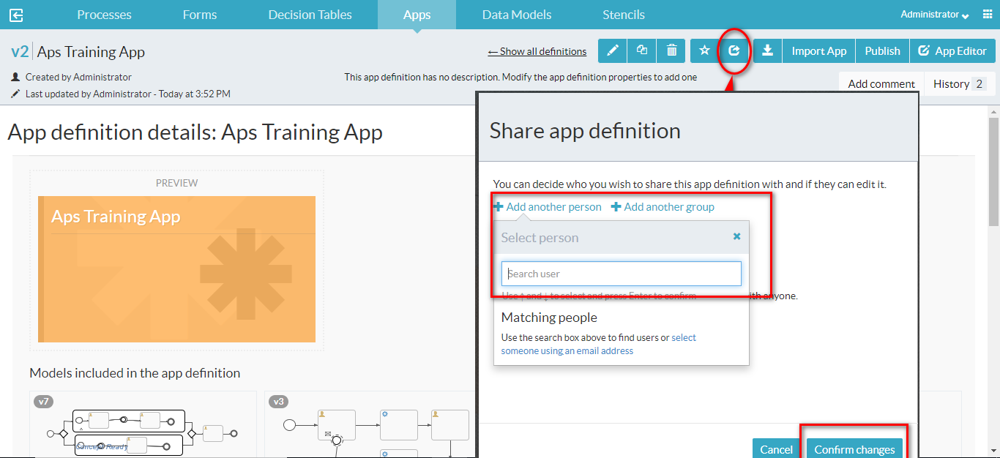 Processes
Forms
Decision Tables
Apps
Data Models
Stencils
Administrator
v2 Aps Training App
← Show all definitions
Import App
Publish
App Editor
Created by Administrator
This app definition has no description. Modify the app definition properties to add one
Last updated by Administrator - Today at 3:52 PM
Add comment
History 2
App definition details: Aps Training App
PREVIEW
Aps Training App
Models included in the app definition
v7
Concept Ready
v3
Share app definition
You can decide who you wish to share this app definition with and if they can edit it.
Add another person
Add another group
Select person
Search user
Use ↑ and ↓ to select and press Enter to confirm
with anyone.
Matching people
Use the search box above to find users or select
someone using an email address
Cancel
Confirm changes